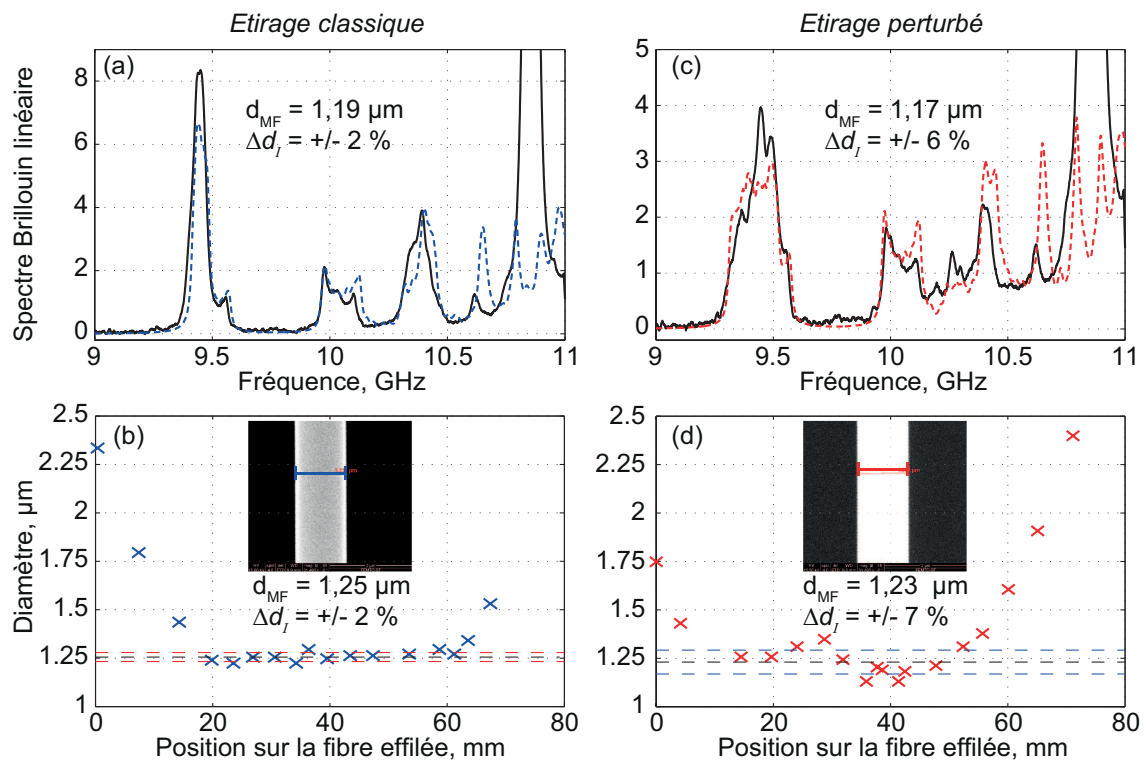 Etirage classique
Etirage perturbé
Spectre Brillouin linéaire
(a)
d_MF = 1,19 µm
Δd_I = +/- 2 %
8
6
4
2
0
9
9.5
10
10.5
11
Fréquence, GHz
(c)
d_MF = 1,17 µm
Δd_I = +/- 6 %
5
4
3
2
1
0
9
9.5
10
10.5
11
Fréquence, GHz
Diamètre, µm
(b)
d_MF = 1,25 µm
Δd_I = +/- 2 %
2.5
2.25
2
1.75
1.5
1.25
1
0
20
40
60
80
Position sur la fibre effilée, mm
(d)
d_MF = 1,23 µm
Δd_I = +/- 7 %
2.5
2.25
2
1.75
1.5
1.25
1
0
20
40
60
80
Position sur la fibre effilée, mm